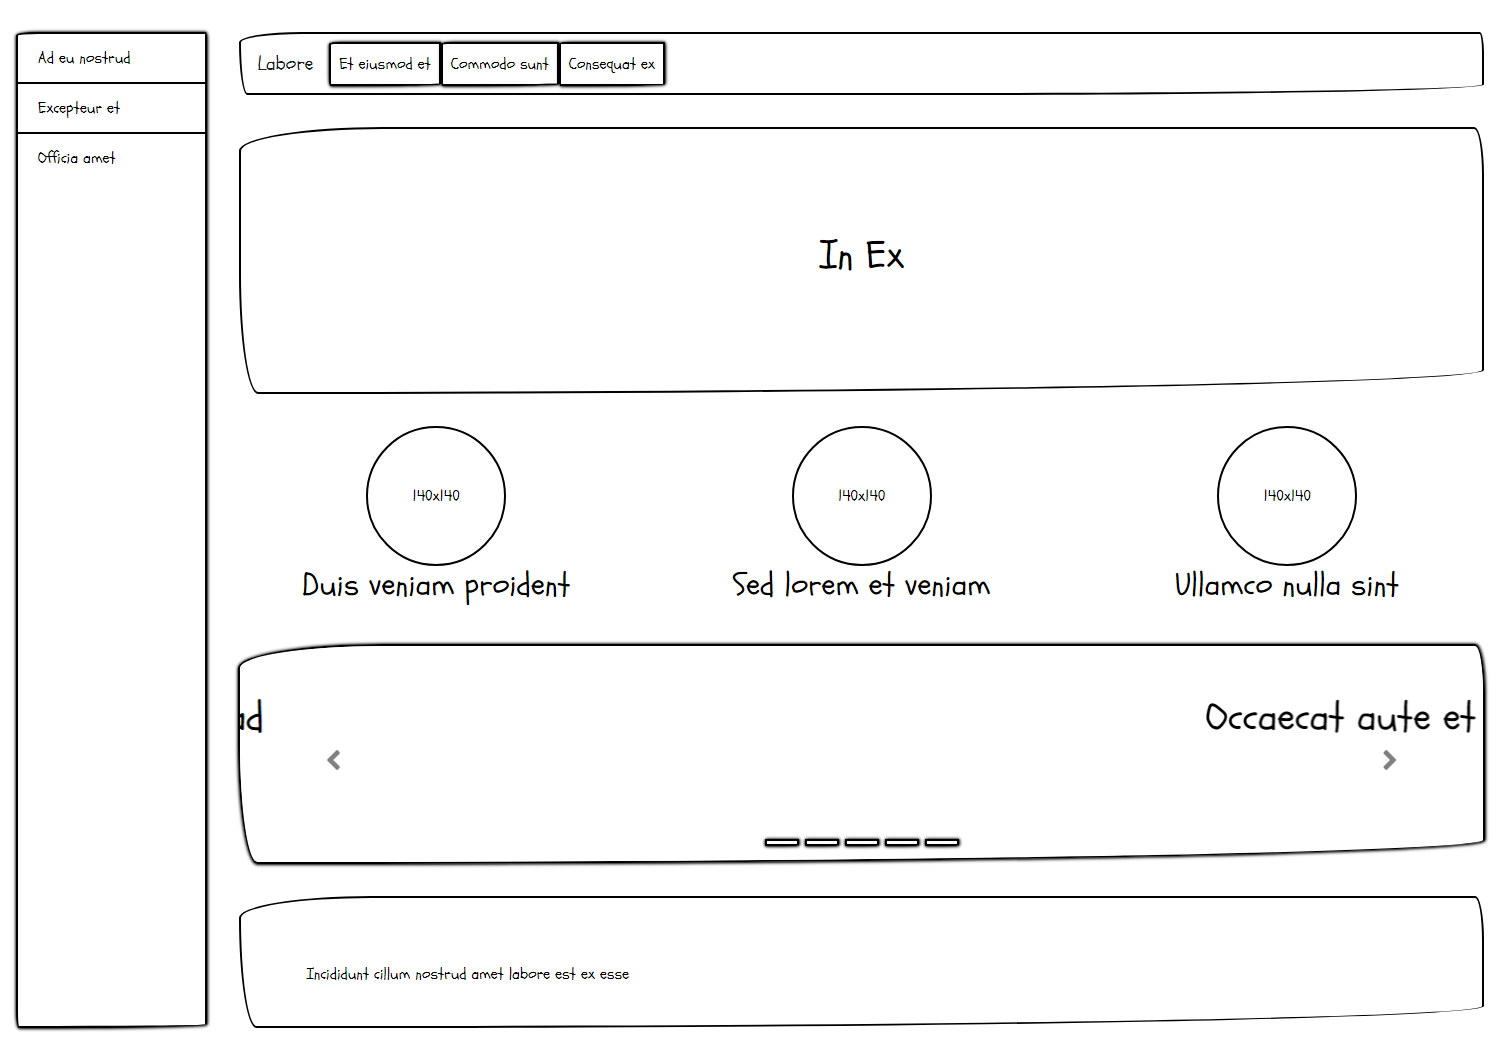 Ad eu nostrud
Excepteur et
Officia amet
Labore
Et eiusmod et
Commodo sunt
Consequat ex
In Ex
140x140
140x140
140x140
Duis veniam proident
Sed lorem et veniam
Ullamco nulla sint
ad
Occaecat aute et
Incididunt cillum nostrud amet labore est ex esse